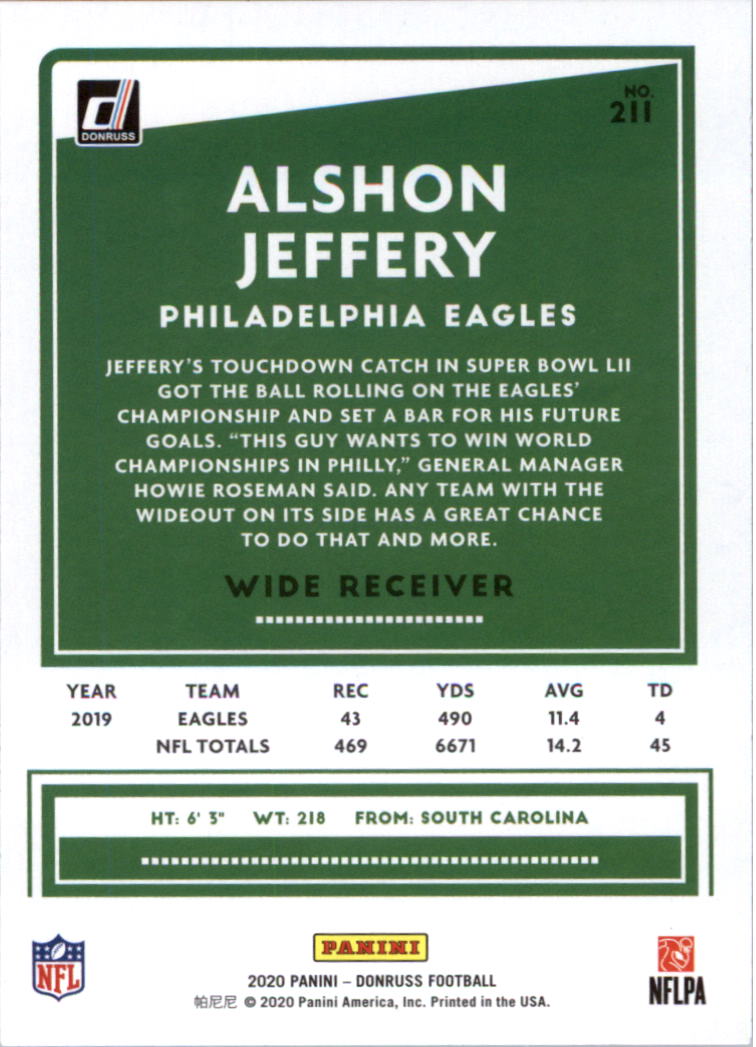 DONRUSS
NO.
211
ALSHON
JEFFERY
PHILADELPHIA EAGLES
JEFFERY'S TOUCHDOWN CATCH IN SUPER BOWL LII
GOT THE BALL ROLLING ON THE EAGLES'
CHAMPIONSHIP AND SET A BAR FOR HIS FUTURE
GOALS. "THIS GUY WANTS TO WIN WORLD
CHAMPIONSHIPS IN PHILLY," GENERAL MANAGER
HOWIE ROSEMAN SAID. ANY TEAM WITH THE
WIDEOUT ON ITS SIDE HAS A GREAT CHANCE
TO DO THAT AND MORE.
WIDE RECEIVER
YEAR TEAM REC YDS AVG TD
2019 EAGLES 43 490 11.4 4
NFL TOTALS 469 6671 14.2 45
HT: 6' 3" WT: 218 FROM: SOUTH CAROLINA
NFL
PANINI
NFLPA
2020 PANINI – DONRUSS FOOTBALL
帕尼尼 © 2020 Panini America, Inc. Printed in the USA.